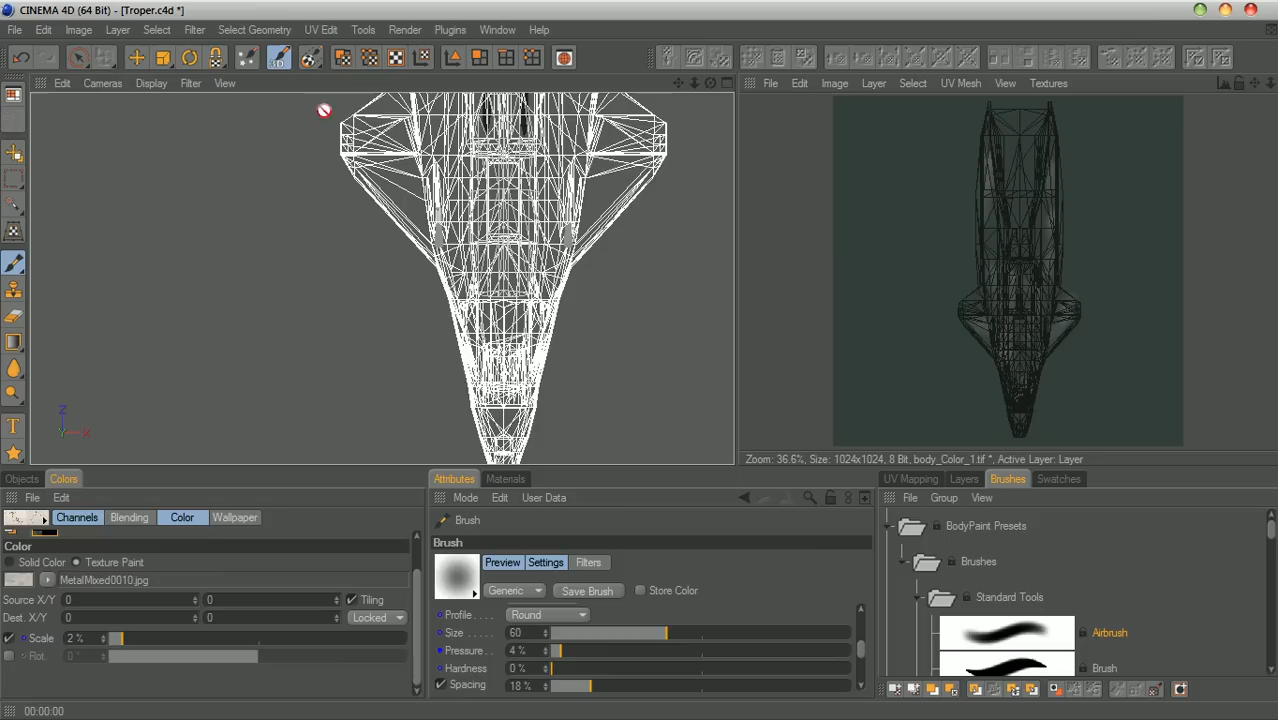 CINEMA 4D (64 Bit) - [Troper.c4d *]
File Edit Image Layer Filter Select Geometry UV Edit Tools Render Plugins Window Help
3D
Edit Cameras Display Filter View
File Edit Image Layer Select UV Mesh View Textures
Z
Y X
T
Zoom: 36.6%, Size: 1024x1024, 8 Bit, body_Color_1.tif *, Active Layer: Layer
Objects Colors
File Edit
Channels Blending Color Wallpaper
Color
Solid Color Texture Paint
MetalMixed0010.jpg
Source X/Y 0 0 Tiling
Dest. X/Y 0 0 Locked
Scale 2 %
Rot. 0 °
Attributes Materials
Mode Edit User Data
Brush
Brush
Preview Settings Filters
Generic Save Brush Store Color
Profile. . . . Round
Size . . . . . 60
Pressure. . 4 %
Hardness 0 %
Spacing 18 %
UV Mapping Layers Brushes Swatches
File Group View
BodyPaint Presets
Brushes
Standard Tools
Airbrush
Brush
00:00:00